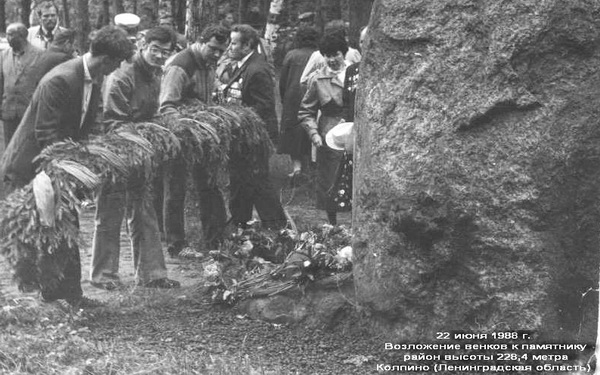 22 июня 1988 г.
Возложение венков к памятнику
район высоты 228,4 метра
Колпино (Ленинградская область)